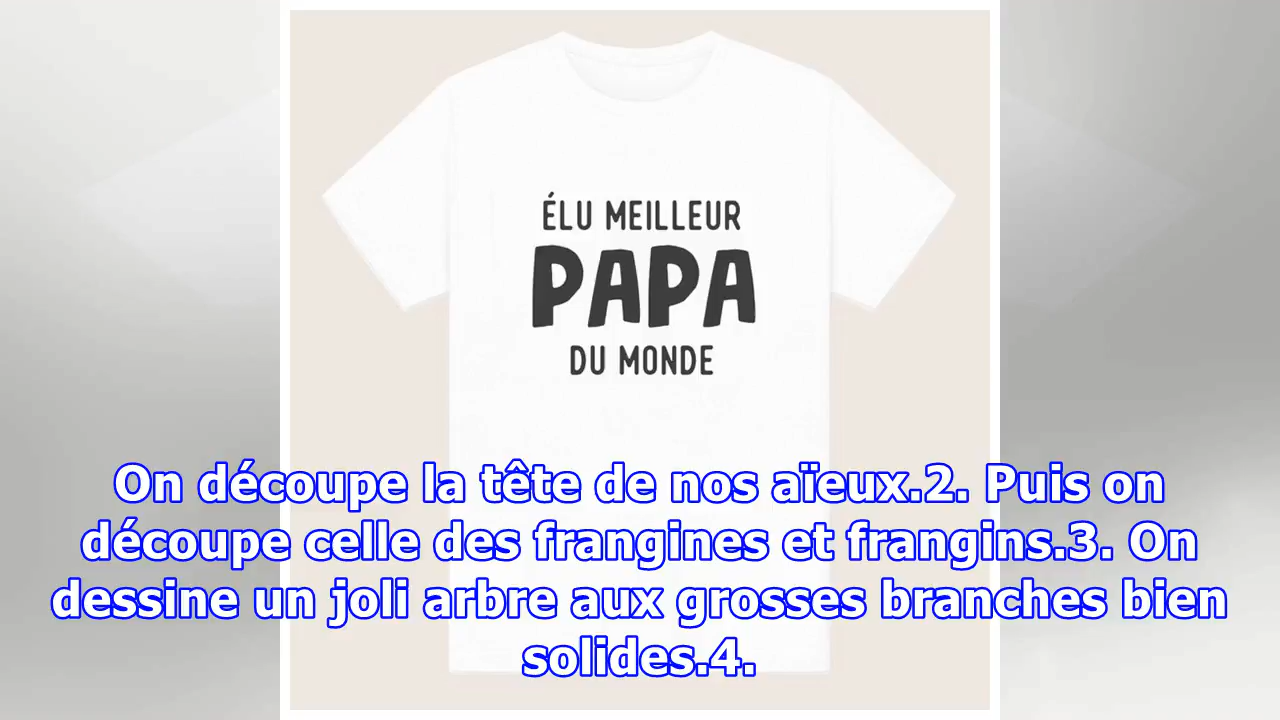 ÉLU MEILLEUR
PAPA
DU MONDE
On découpe la tête de nos aïeux.2. Puis on
découpe celle des frangines et frangins.3. On
dessine un joli arbre aux grosses branches bien
solides.4.